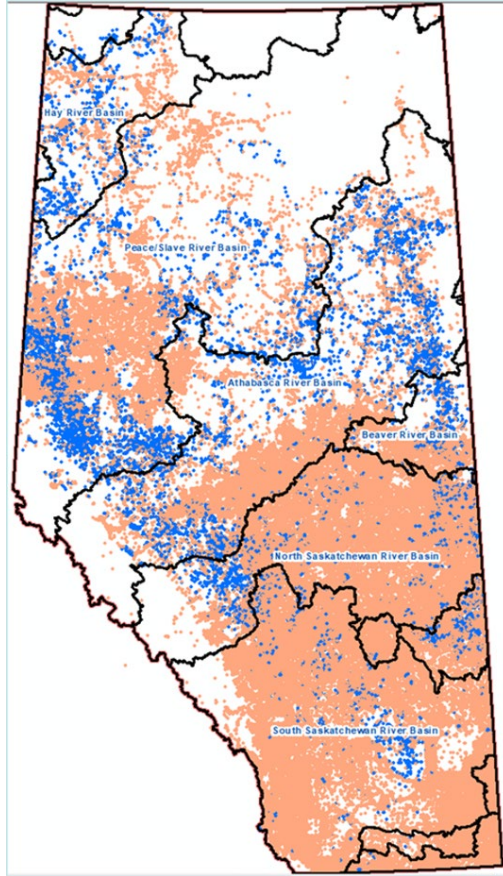 Hay River Basin
Peace/Slave River Basin
Athabasca River Basin
Beaver River Basin
North Saskatchewan River Basin
South Saskatchewan River Basin